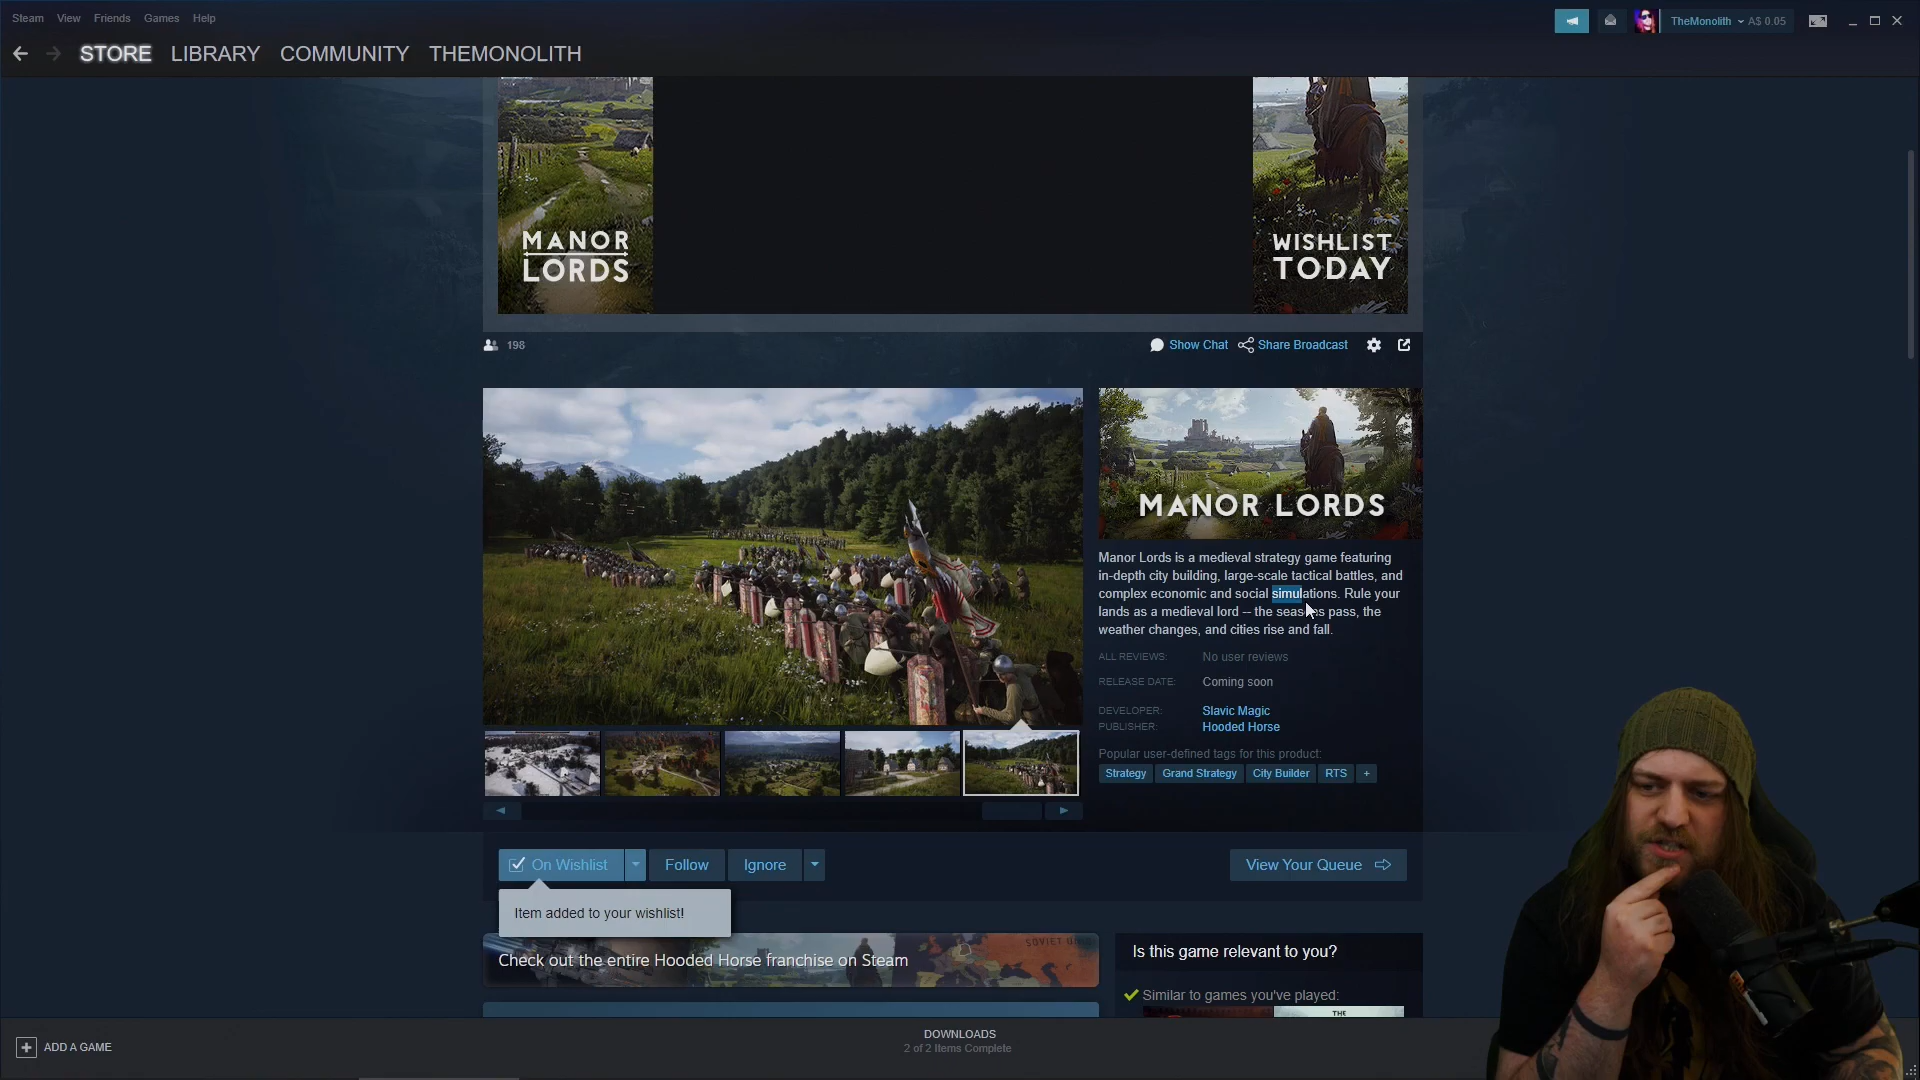 Steam View Friends Games Help
TheMonolith A$ 0.05
STORE LIBRARY COMMUNITY THEMONOLITH
MANOR
LORDS
WISHLIST
TODAY
198
Show Chat Share Broadcast
MANOR LORDS
Manor Lords is a medieval strategy game featuring
in-depth city building, large-scale tactical battles, and
complex economic and social simulations. Rule your
lands as a medieval lord -- the seasons pass, the
weather changes, and cities rise and fall.
ALL REVIEWS: No user reviews
RELEASE DATE: Coming soon
DEVELOPER: Slavic Magic
PUBLISHER: Hooded Horse
Popular user-defined tags for this product:
Strategy Grand Strategy City Builder RTS +
On Wishlist Follow Ignore View Your Queue
Item added to your wishlist!
SOVIET
Check out the entire Hooded Horse franchise on Steam
Is this game relevant to you?
Similar to games you've played:
THE
ADD A GAME
DOWNLOADS
2 of 2 Items Complete